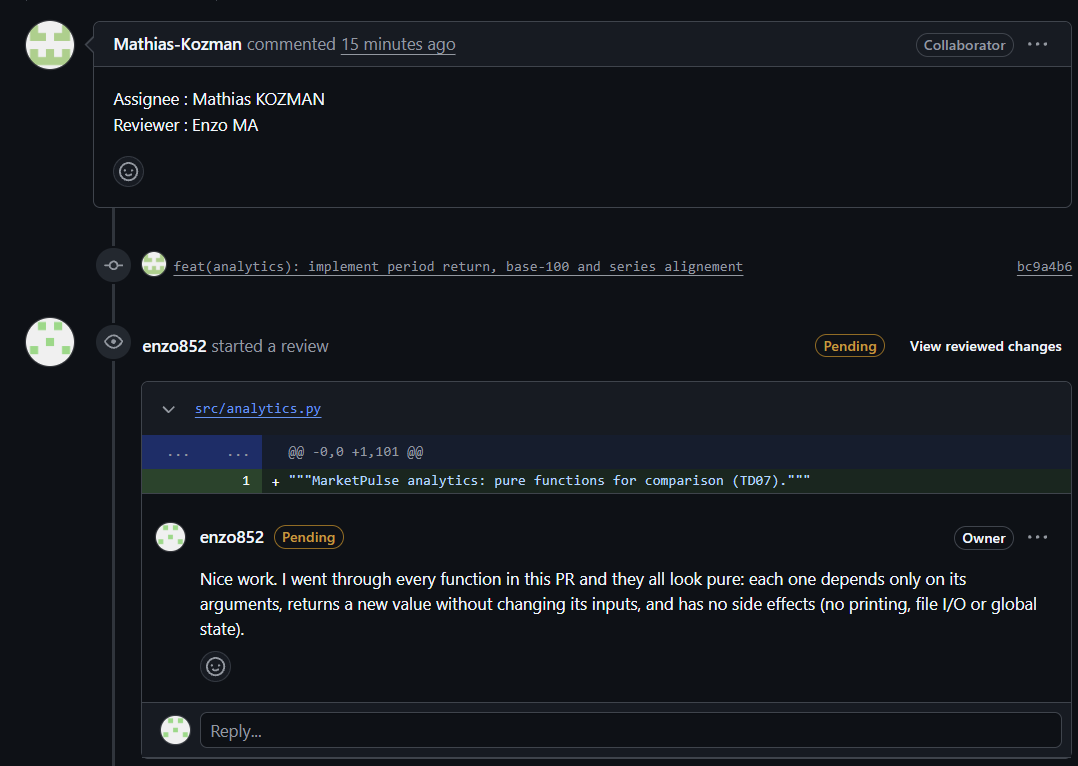 Mathias-Kozman commented 15 minutes ago Collaborator ...
Assignee : Mathias KOZMAN
Reviewer : Enzo MA
feat(analytics): implement period return, base-100 and series alignement bc9a4b6
enzo852 started a review Pending View reviewed changes
src/analytics.py
... ... @@ -0,0 +1,101 @@
1 + """MarketPulse analytics: pure functions for comparison (TD07)."""
enzo852 Pending Owner ...
Nice work. I went through every function in this PR and they all look pure: each one depends only on its
arguments, returns a new value without changing its inputs, and has no side effects (no printing, file I/O or global
state).
Reply...